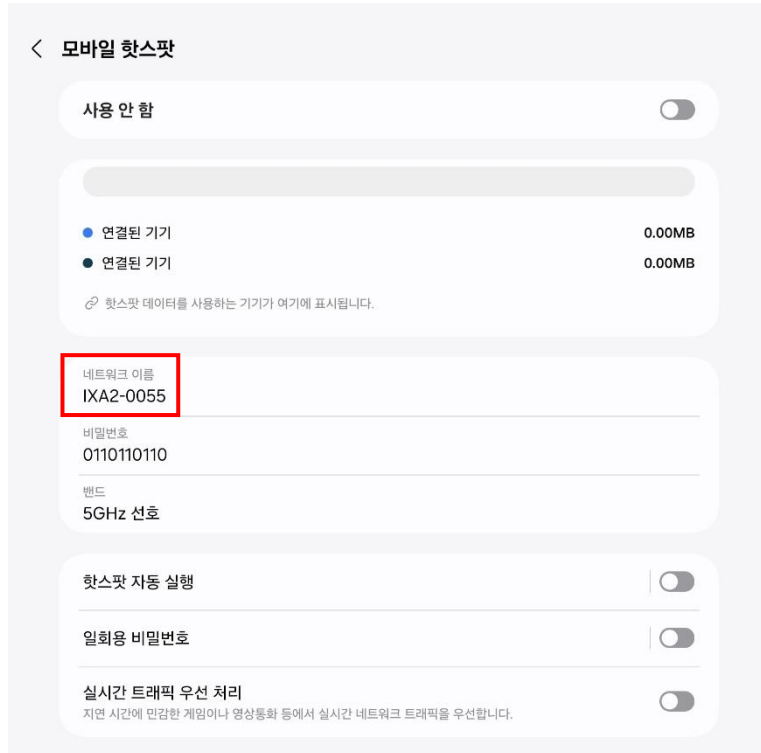 모바일 핫스팟
사용 안 함
연결된 기기 0.00MB
연결된 기기 0.00MB
핫스팟 데이터를 사용하는 기기가 여기에 표시됩니다.
네트워크 이름
IXA2-0055
비밀번호
0110110110
밴드
5GHz 선호
핫스팟 자동 실행
일회용 비밀번호
실시간 트래픽 우선 처리
지연 시간에 민감한 게임이나 영상통화 등에서 실시간 네트워크 트래픽을 우선합니다.